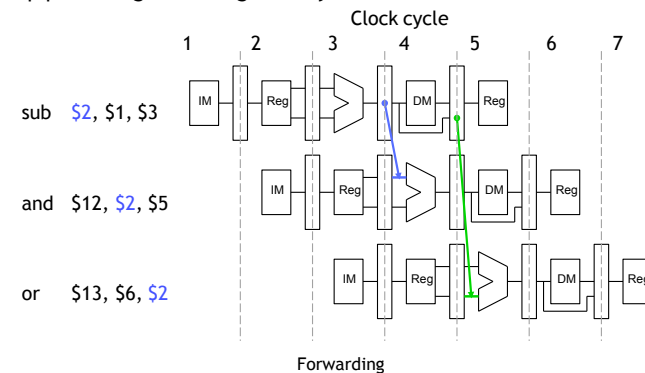 Clock cycle
1 2 3 4 5 6 7
sub $2, $1, $3
IM Reg DM Reg
and $12, $2, $5
IM Reg DM Reg
or $13, $6, $2
IM Reg DM
Forwarding